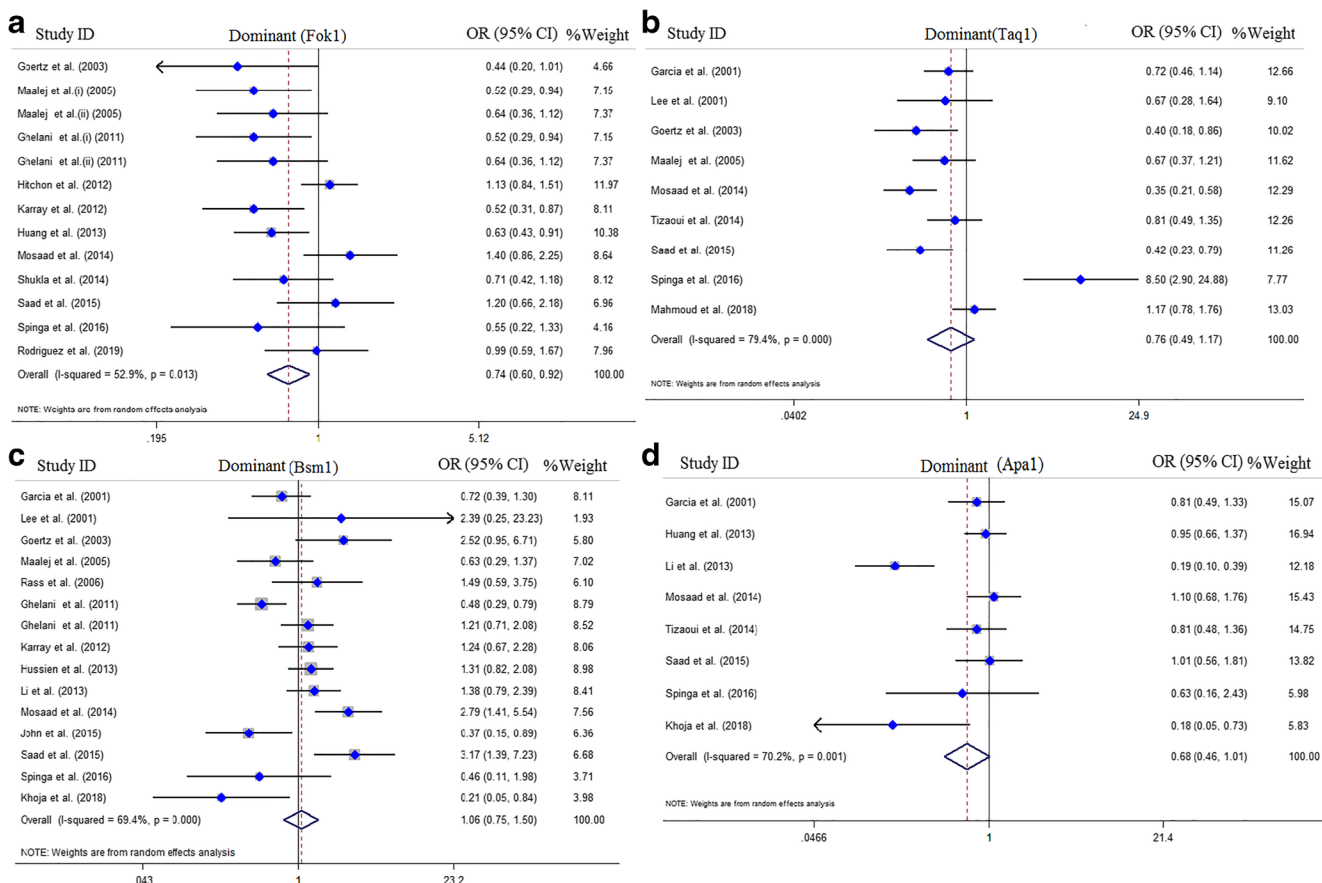 a
Study ID Dominant (Fok1) OR (95% CI) %Weight
Goertz et al. (2003) 0.44 (0.20, 1.01) 4.66
Maalej et al.(i) (2005) 0.52 (0.29, 0.94) 7.15
Maalej et al.(ii) (2005) 0.64 (0.36, 1.12) 7.37
Ghelani et al.(i) (2011) 0.52 (0.29, 0.94) 7.15
Ghelani et al.(ii) (2011) 0.64 (0.36, 1.12) 7.37
Hitchon et al. (2012) 1.13 (0.84, 1.51) 11.97
Karray et al. (2012) 0.52 (0.31, 0.87) 8.11
Huang et al. (2013) 0.63 (0.43, 0.91) 10.38
Mosaad et al. (2014) 1.40 (0.86, 2.25) 8.64
Shukla et al. (2014) 0.71 (0.42, 1.18) 8.12
Saad et al. (2015) 1.20 (0.66, 2.18) 6.96
Spinga et al. (2016) 0.55 (0.22, 1.33) 4.16
Rodriguez et al. (2019) 0.99 (0.59, 1.67) 7.96
Overall (I-squared = 52.9%, p = 0.013) 0.74 (0.60, 0.92) 100.00
NOTE: Weights are from random effects analysis
.195 1 5.12
b
Study ID Dominant(Taq1) OR (95% CI) %Weight
Garcia et al. (2001) 0.72 (0.46, 1.14) 12.66
Lee et al. (2001) 0.67 (0.28, 1.64) 9.10
Goertz et al. (2003) 0.40 (0.18, 0.86) 10.02
Maalej et al. (2005) 0.67 (0.37, 1.21) 11.62
Mosaad et al. (2014) 0.35 (0.21, 0.58) 12.29
Tizaoui et al. (2014) 0.81 (0.49, 1.35) 12.26
Saad et al. (2015) 0.42 (0.23, 0.79) 11.26
Spinga et al. (2016) 8.50 (2.90, 24.88) 7.77
Mahmoud et al. (2018) 1.17 (0.78, 1.76) 13.03
Overall (I-squared = 79.4%, p = 0.000) 0.76 (0.49, 1.17) 100.00
NOTE: Weights are from random effects analysis
.0402 1 24.9
c
Study ID Dominant (Bsm1) OR (95% CI) %Weight
Garcia et al. (2001) 0.72 (0.39, 1.30) 8.11
Lee et al. (2001) 2.39 (0.25, 23.23) 1.93
Goertz et al. (2003) 2.52 (0.95, 6.71) 5.80
Maalej et al. (2005) 0.63 (0.29, 1.37) 7.02
Rass et al. (2006) 1.49 (0.59, 3.75) 6.10
Ghelani et al. (2011) 0.48 (0.29, 0.79) 8.79
Ghelani et al. (2011) 1.21 (0.71, 2.08) 8.52
Karray et al. (2012) 1.24 (0.67, 2.28) 8.06
Hussien et al. (2013) 1.31 (0.82, 2.08) 8.98
Li et al. (2013) 1.38 (0.79, 2.39) 8.41
Mosaad et al. (2014) 2.79 (1.41, 5.54) 7.56
John et al. (2015) 0.37 (0.15, 0.89) 6.36
Saad et al. (2015) 3.17 (1.39, 7.23) 6.68
Spinga et al. (2016) 0.46 (0.11, 1.98) 3.71
Khoja et al. (2018) 0.21 (0.05, 0.84) 3.98
Overall (I-squared = 69.4%, p = 0.000) 1.06 (0.75, 1.50) 100.00
NOTE: Weights are from random effects analysis
.043 1 23.2
d
Study ID Dominant (Apa1) OR (95% CI) %Weight
Garcia et al. (2001) 0.81 (0.49, 1.33) 15.07
Huang et al. (2013) 0.95 (0.66, 1.37) 16.94
Li et al. (2013) 0.19 (0.10, 0.39) 12.18
Mosaad et al. (2014) 1.10 (0.68, 1.76) 15.43
Tizaoui et al. (2014) 0.81 (0.48, 1.36) 14.75
Saad et al. (2015) 1.01 (0.56, 1.81) 13.82
Spinga et al. (2016) 0.63 (0.16, 2.43) 5.98
Khoja et al. (2018) 0.18 (0.05, 0.73) 5.83
Overall (I-squared = 70.2%, p = 0.001) 0.68 (0.46, 1.01) 100.00
NOTE: Weights are from random effects analysis
.0466 1 21.4